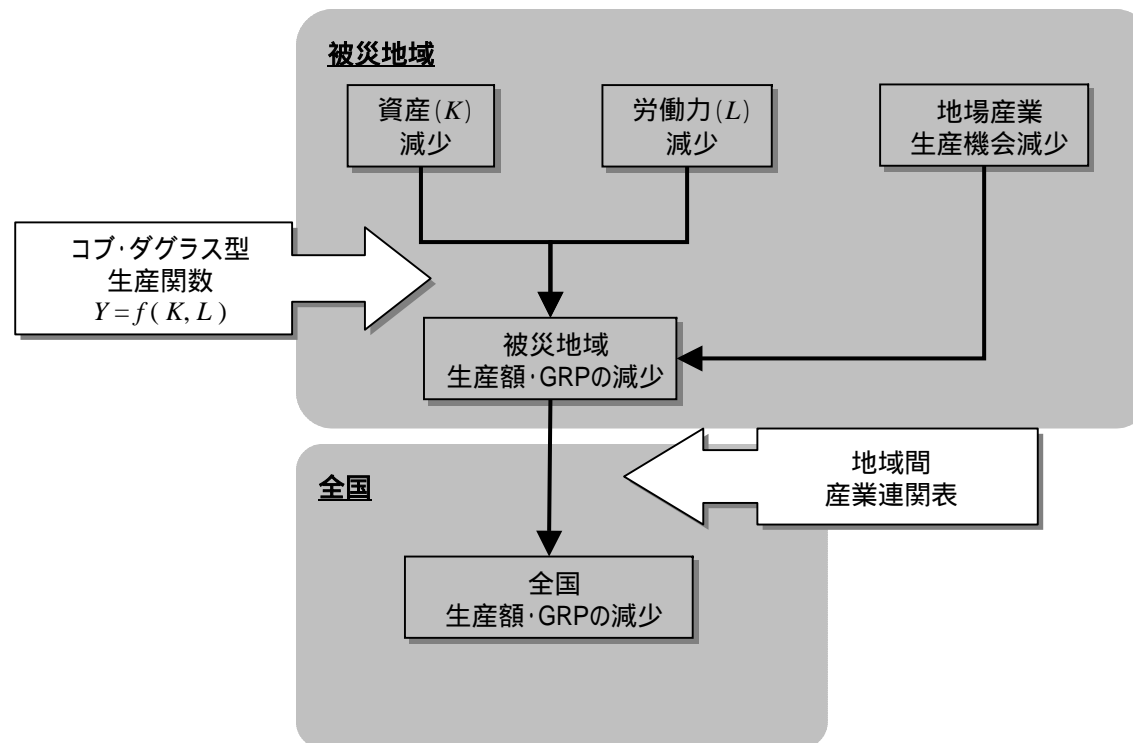 被災地域
資産(K)
減少
労働力(L)
減少
地場産業
生産機会減少
コブ・ダグラス型
生産関数
Y=f(K,L)
被災地域
生産額・GRPの減少
地域間
産業連関表
全国
全国
生産額・GRPの減少